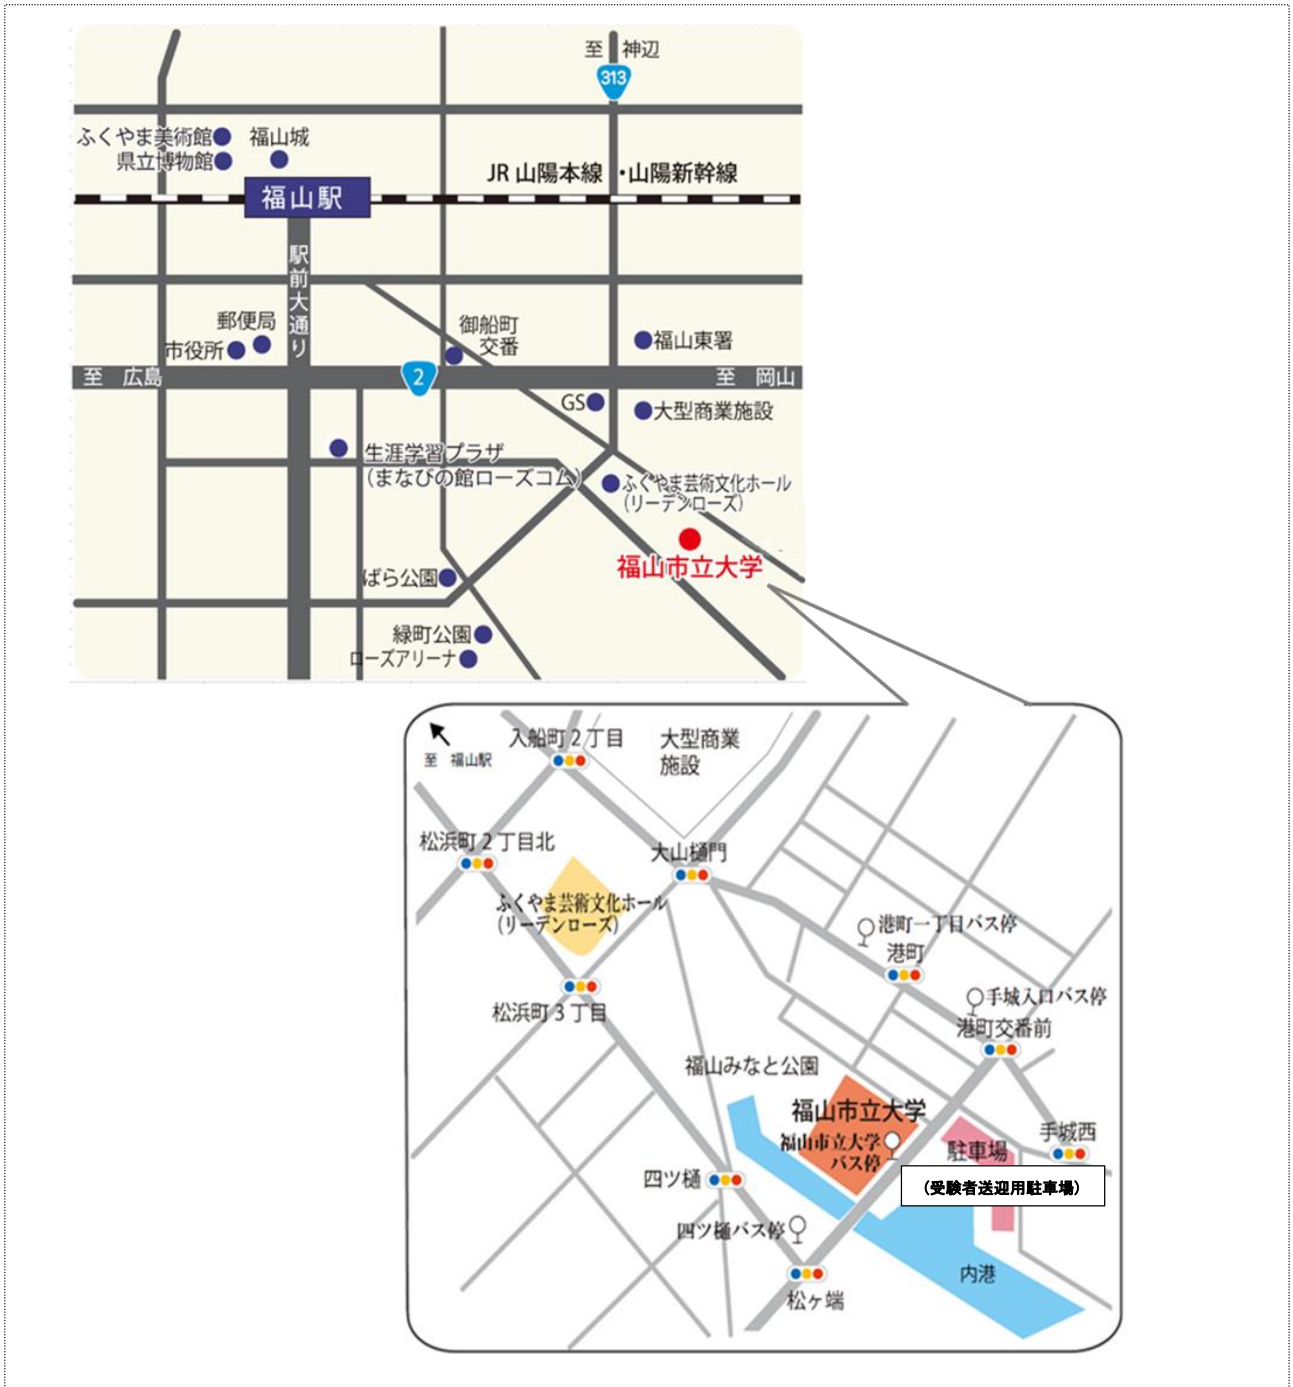 至 神辺
313
ふくやま美術館
福山城
県立博物館
JR 山陽本線 ・山陽新幹線
福山駅
駅前大通り
郵便局
市役所
御船町
交番
福山東署
至 広島
2
至 岡山
GS
大型商業施設
生涯学習プラザ
(まなびの館ローズコム)
ふくやま芸術文化ホール
(リーデンローズ)
福山市立大学
ばら公園
緑町公園
ローズアリーナ
至 福山駅
入船町2丁目
大型商業
施設
松浜町2丁目北
大山樋門
ふくやま芸術文化ホール
(リーデンローズ)
港町一丁目バス停
港町
手城入口バス停
松浜町3丁目
港町交番前
福山みなと公園
福山市立大学
福山市立大学
バス停
駐車場
手城西
(受験者送迎用駐車場)
四ツ樋
四ツ樋バス停
内港
松ヶ端